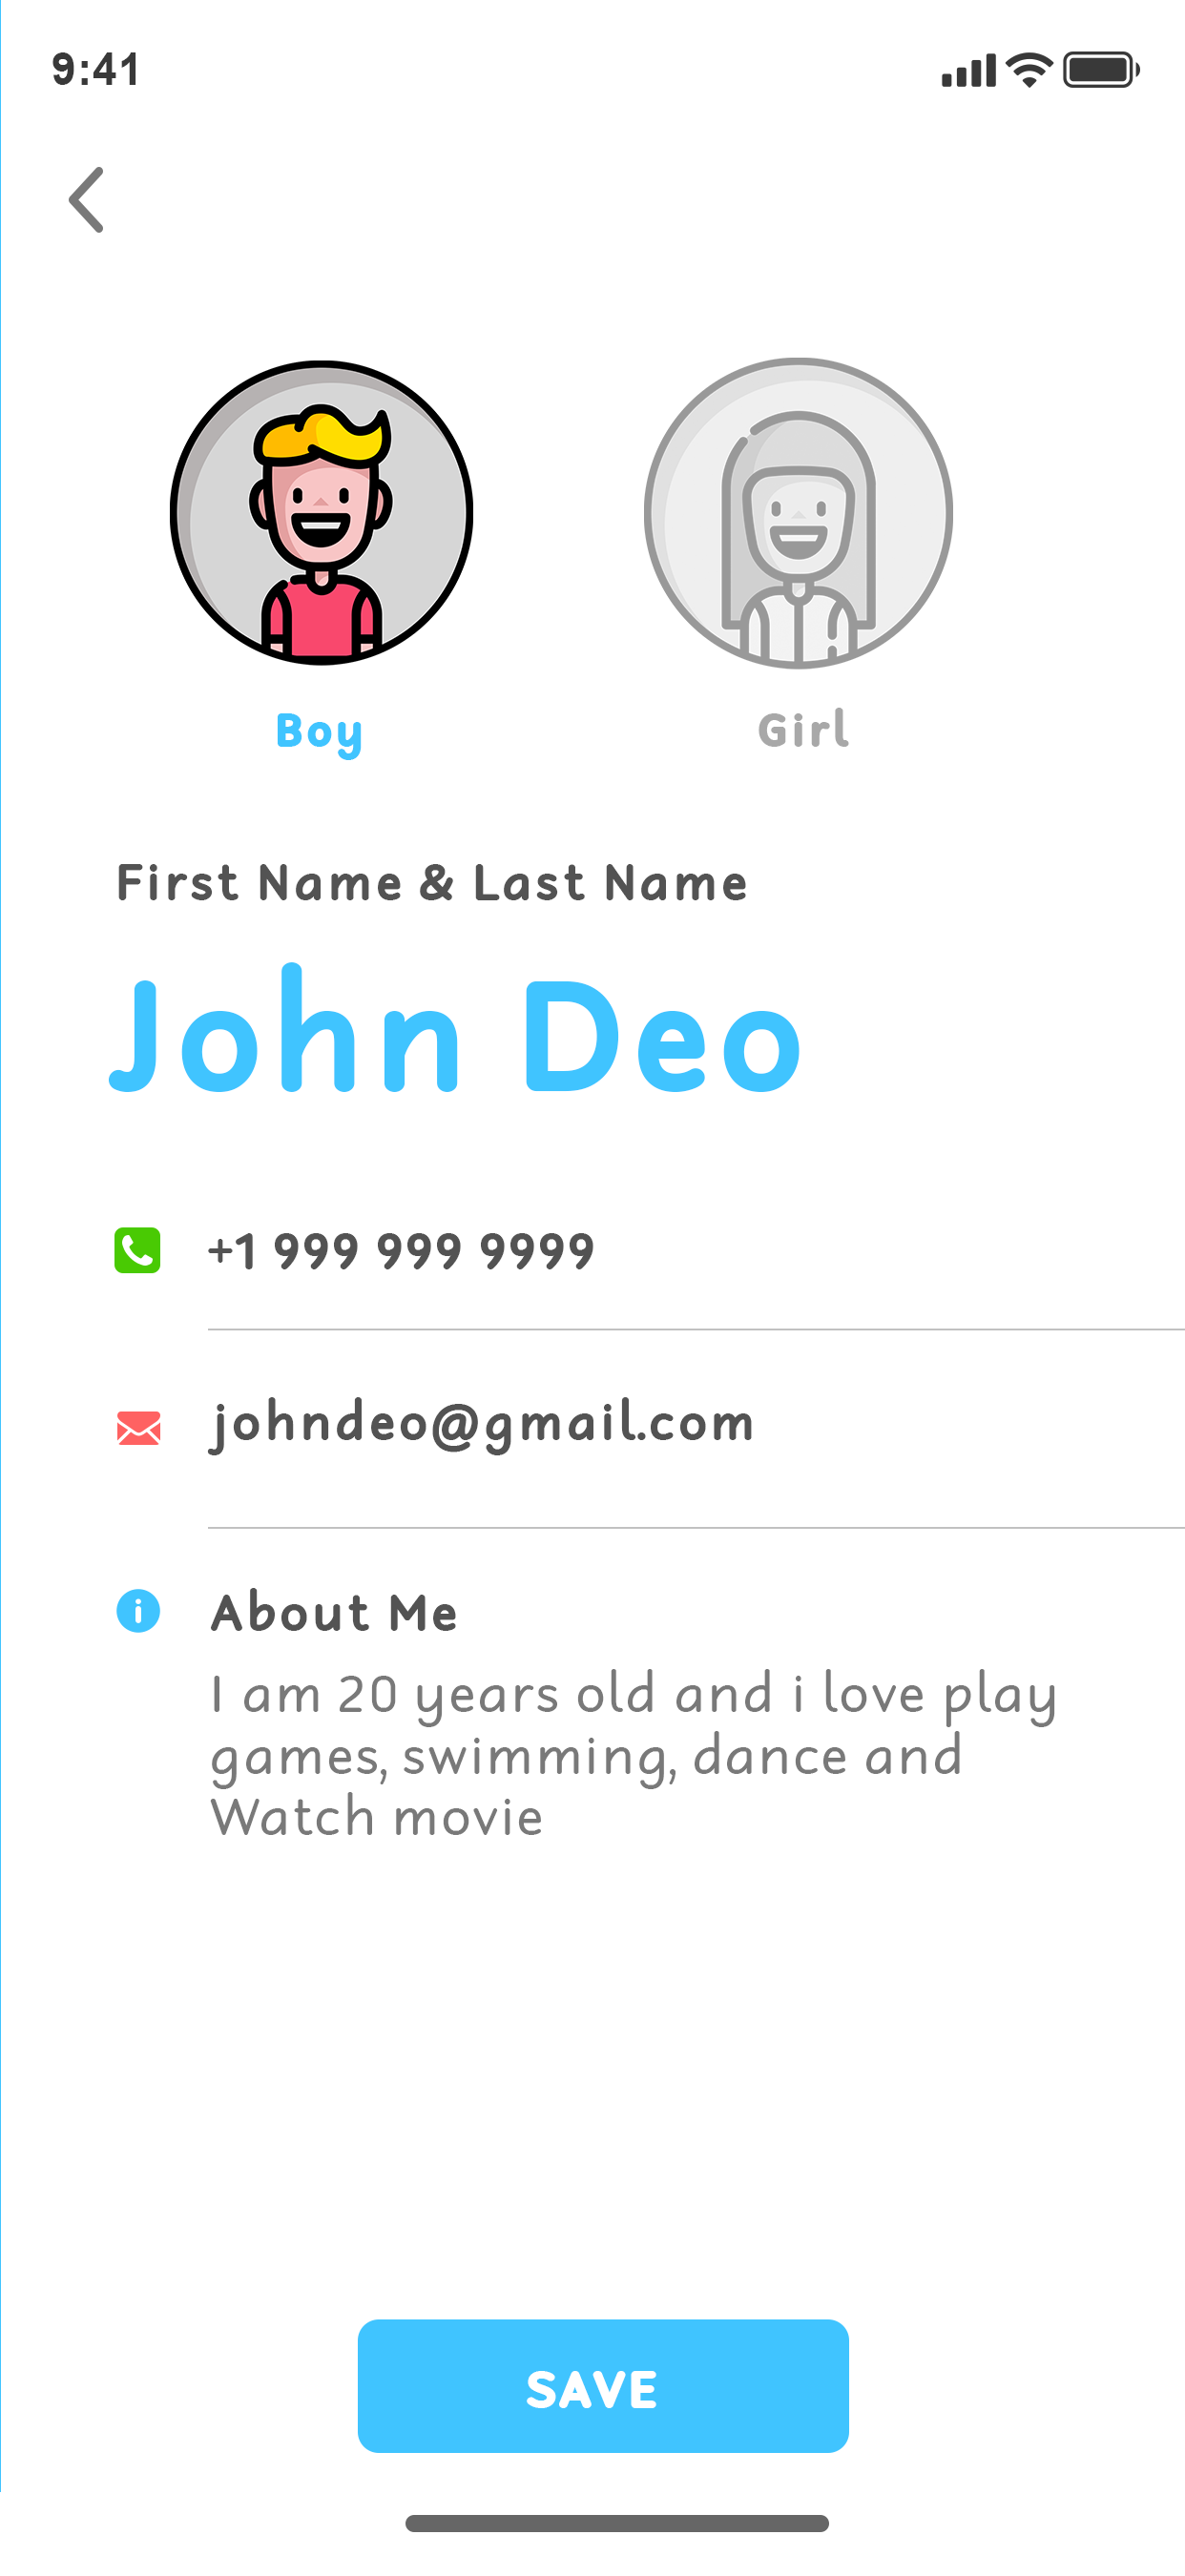 9:41
Boy
Girl
First Name & Last Name
John Deo
+1 999 999 9999
johndeo@gmail.com
About Me
I am 20 years old and i love play
games, swimming, dance and
Watch movie
SAVE